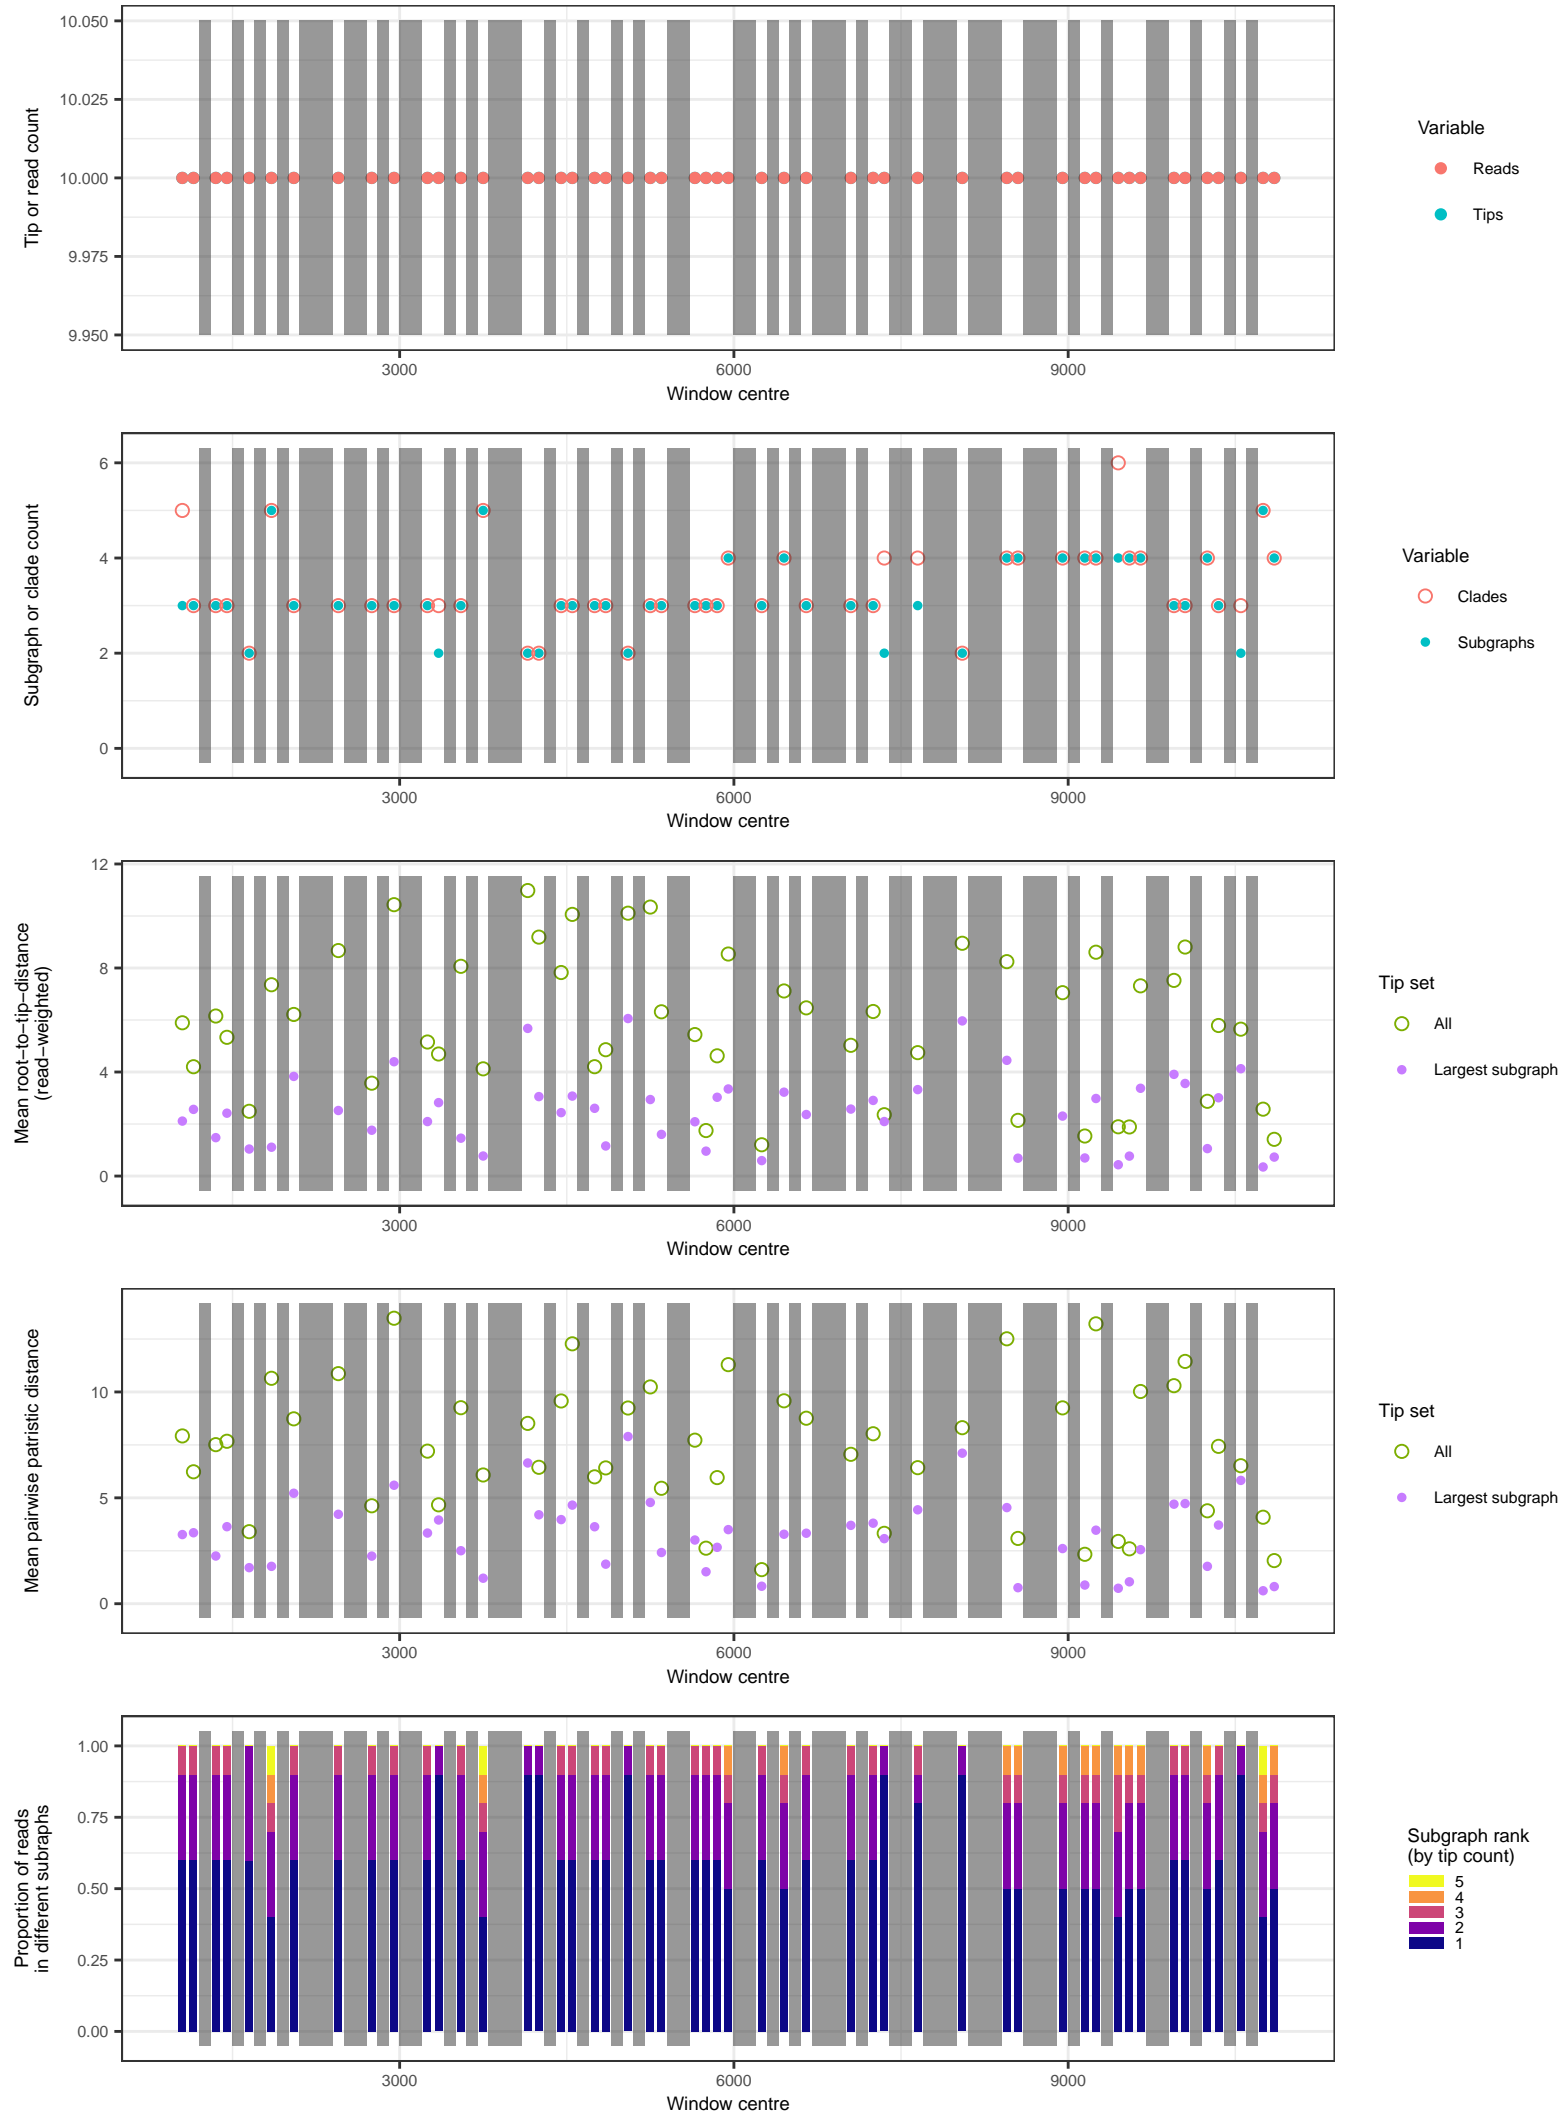 10.050
10.025
10.000
9.975
9.950
Tip or read count
3000
6000
9000
Window centre
Variable
Reads
Tips
6
4
2
0
Subgraph or clade count
3000
6000
9000
Window centre
Variable
Clades
Subgraphs
12
8
4
0
Mean root−to−tip−distance
(read−weighted)
3000
6000
9000
Window centre
Tip set
All
Largest subgraph
10
5
0
Mean pairwise patristic distance
3000
6000
9000
Window centre
Tip set
All
Largest subgraph
1.00
0.75
0.50
0.25
0.00
Proportion of reads
in different subraphs
3000
6000
9000
Window centre
Subgraph rank
(by tip count)
5
4
3
2
1